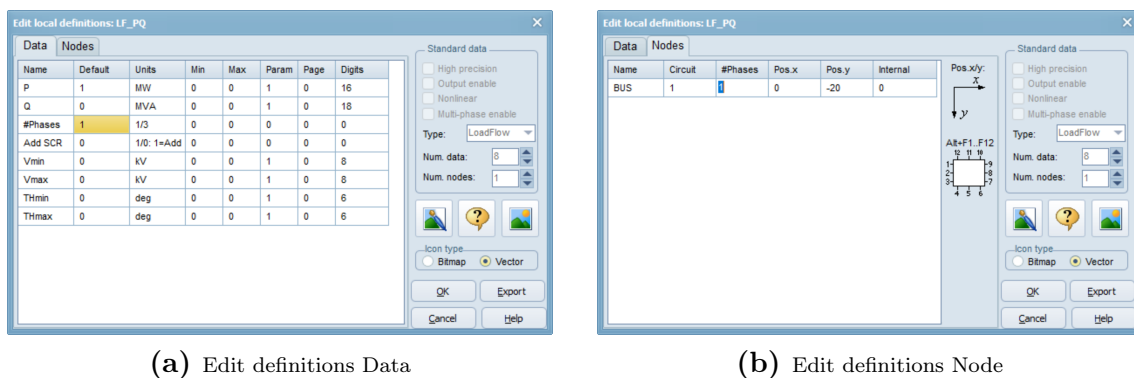 Edit local definitions: LF_PQ
Data Nodes
Name Default Units Min Max Param Page Digits
P 1 MW 0 0 1 0 16
Q 0 MVA 0 0 1 0 18
#Phases 1 1/3 0 0 0 0 0
Add SCR 0 1/0: 1=Add 0 0 0 0 0
Vmin 0 kV 0 0 1 0 8
Vmax 0 kV 0 0 1 0 8
THmin 0 deg 0 0 1 0 6
THmax 0 deg 0 0 1 0 6
Standard data
High precision
Output enable
Nonlinear
Multi-phase enable
Type: LoadFlow
Num. data: 8
Num. nodes: 1
Icon type
Bitmap Vector
OK Export
Cancel Help
(a) Edit definitions Data
Edit local definitions: LF_PQ
Data Nodes
Name Circuit #Phases Pos.x Pos.y Internal
BUS 1 1 0 -20 0
Pos.x/y:
x
y
Alt+F1..F12
12 11 10
1 9
2 8
3 7
4 5 6
Standard data
High precision
Output enable
Nonlinear
Multi-phase enable
Type: LoadFlow
Num. data: 8
Num. nodes: 1
Icon type
Bitmap Vector
OK Export
Cancel Help
(b) Edit definitions Node